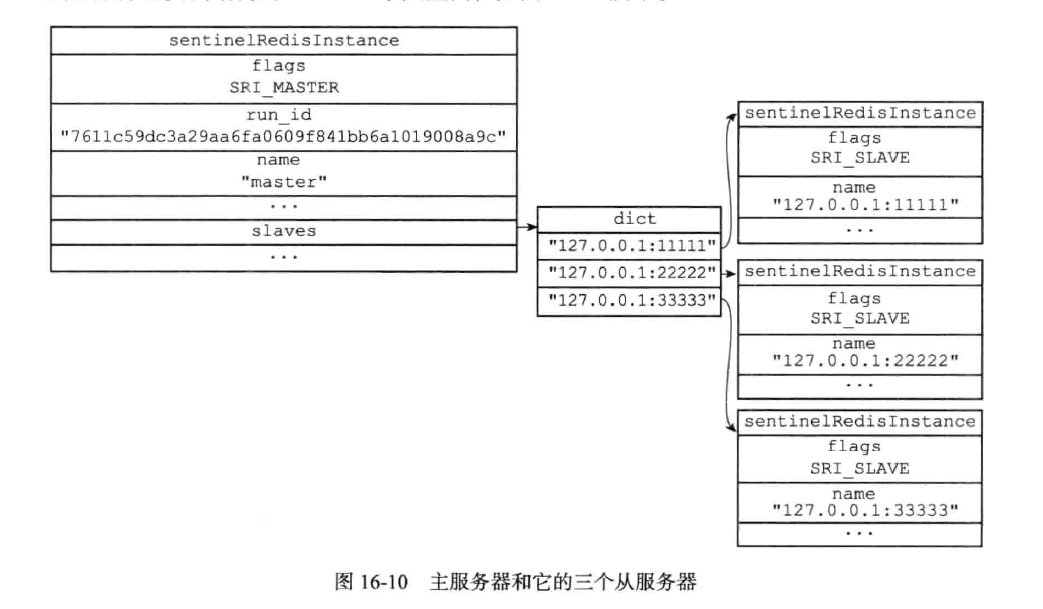 sentinelRedisInstance
flags
SRI_MASTER
run_id
"7611c59dc3a29aa6fa0609f841bb6a1019008a9c"
name
"master"
...
slaves
...
dict
"127.0.0.1:11111"
"127.0.0.1:22222"
"127.0.0.1:33333"
sentinelRedisInstance
flags
SRI_SLAVE
name
"127.0.0.1:11111"
...
sentinelRedisInstance
flags
SRI_SLAVE
name
"127.0.0.1:22222"
...
sentinelRedisInstance
flags
SRI_SLAVE
name
"127.0.0.1:33333"
...
图 16-10 主服务器和它的三个从服务器